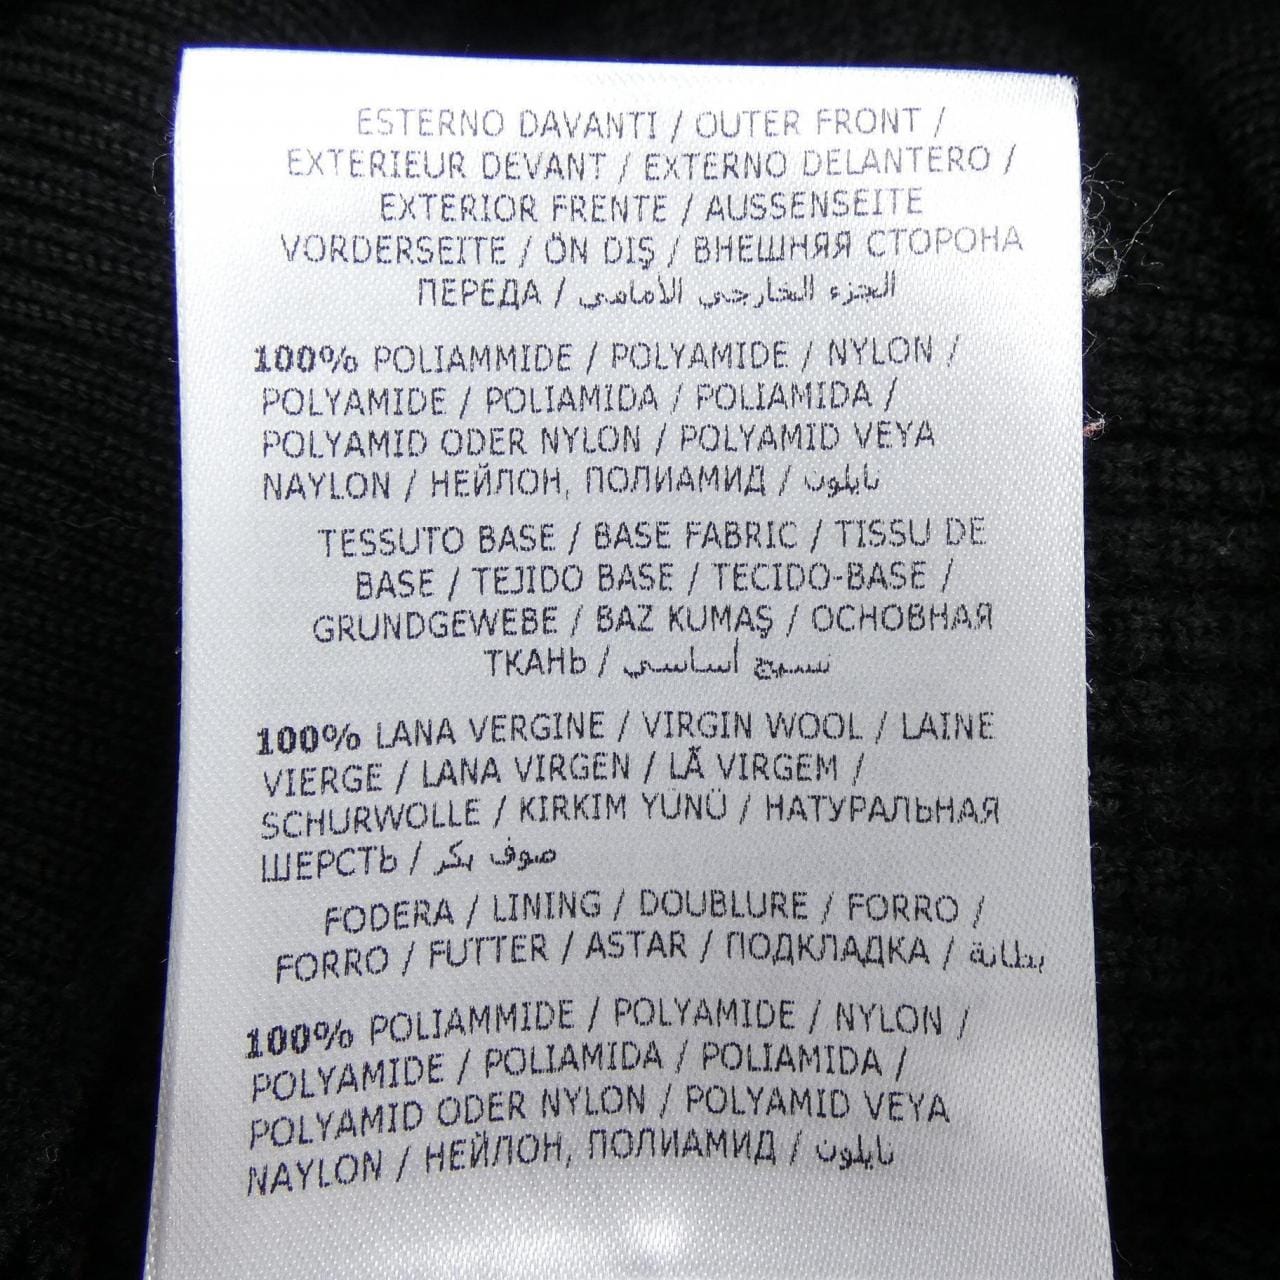 ESTERNO DAVANTI / OUTER FRONT /
EXTERIEUR DEVANT / EXTERNO DELANTERO /
EXTERIOR FRENTE / AUSSENSEITE
VORDERSEITE / ÖN DIŞ / ВНЕШНЯЯ СТОРОНА
ПЕРЕДА / الجزء الخارجي الأمامي
100% POLIAMMIDE / POLYAMIDE / NYLON /
POLYAMIDE / POLIAMIDA / POLIAMIDA /
POLYAMID ODER NYLON / POLYAMID VEYA
NAYLON / НЕЙЛОН, ПОЛИАМИД / نايلون
TESSUTO BASE / BASE FABRIC / TISSU DE
BASE / TEJIDO BASE / TECIDO-BASE /
GRUNDGEWEBE / BAZ KUMAŞ / ОСНОВНАЯ
ТКАНЬ / نسيج أساسي
100% LANA VERGINE / VIRGIN WOOL / LAINE
VIERGE / LANA VIRGEN / LÃ VIRGEM /
SCHURWOLLE / KIRKIM YÜNÜ / НАТУРАЛЬНАЯ
ШЕРСТЬ / صوف بكر
FODERA / LINING / DOUBLURE / FORRO /
FORRO / FUTTER / ASTAR / ПОДКЛАДКА / بطانة
100% POLIAMMIDE / POLYAMIDE / NYLON /
POLYAMIDE / POLIAMIDA / POLIAMIDA /
POLYAMID ODER NYLON / POLYAMID VEYA
NAYLON / НЕЙЛОН, ПОЛИАМИД / نايلون